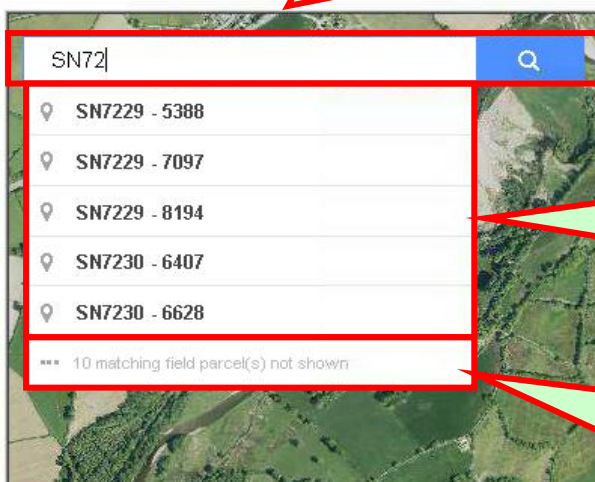 SN72
SN7229 - 5388
SN7229 - 7097
SN7229 - 8194
SN7230 - 6407
SN7230 - 6628
10 matching field parcel(s) not shown